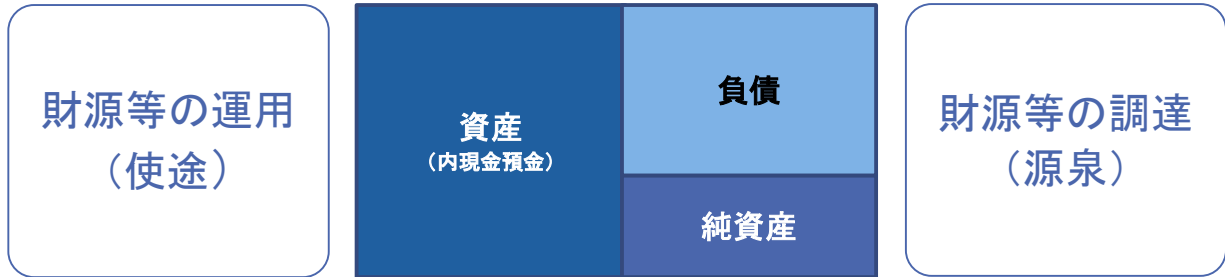 財源等の運用
（使途）
資産
（内現金預金）
負債
純資産
財源等の調達
（源泉）